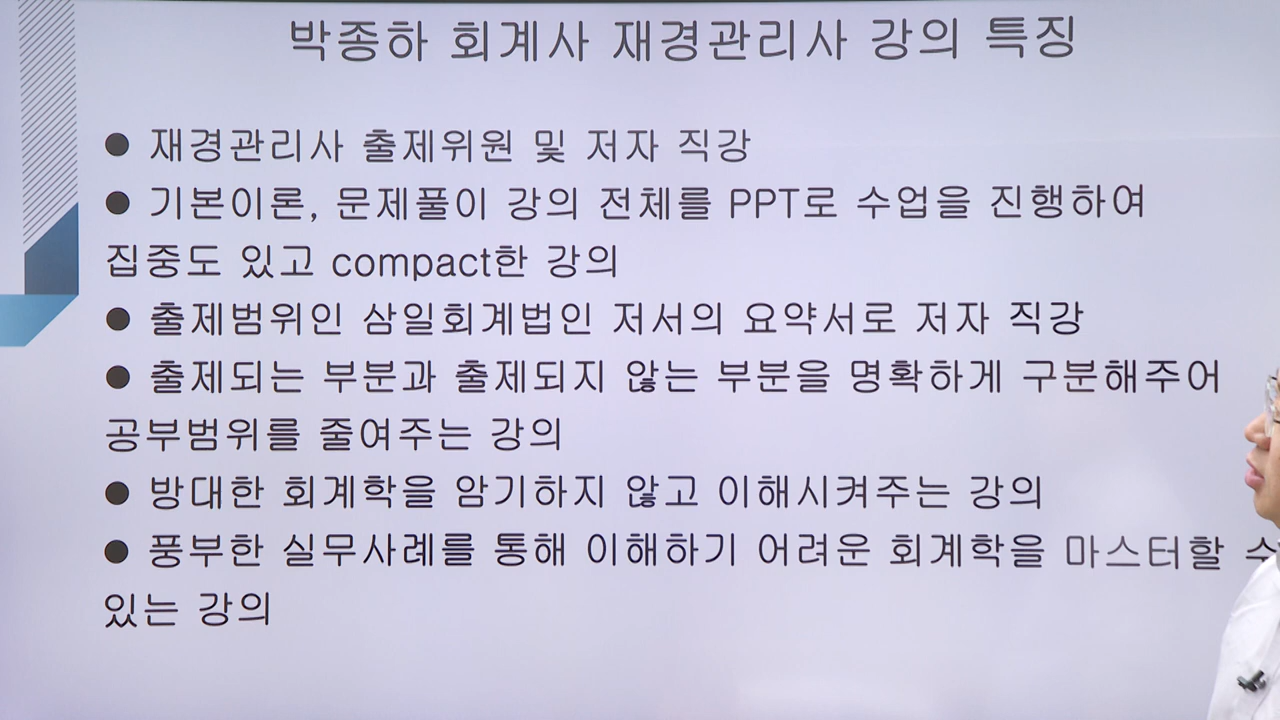 박종하 회계사 재경관리사 강의 특징
● 재경관리사 출제위원 및 저자 직강
● 기본이론, 문제풀이 강의 전체를 PPT로 수업을 진행하여
집중도 있고 compact한 강의
● 출제범위인 삼일회계법인 저서의 요약서로 저자 직강
● 출제되는 부분과 출제되지 않는 부분을 명확하게 구분해주어
공부범위를 줄여주는 강의
● 방대한 회계학을 암기하지 않고 이해시켜주는 강의
● 풍부한 실무사례를 통해 이해하기 어려운 회계학을 마스터할 수
있는 강의